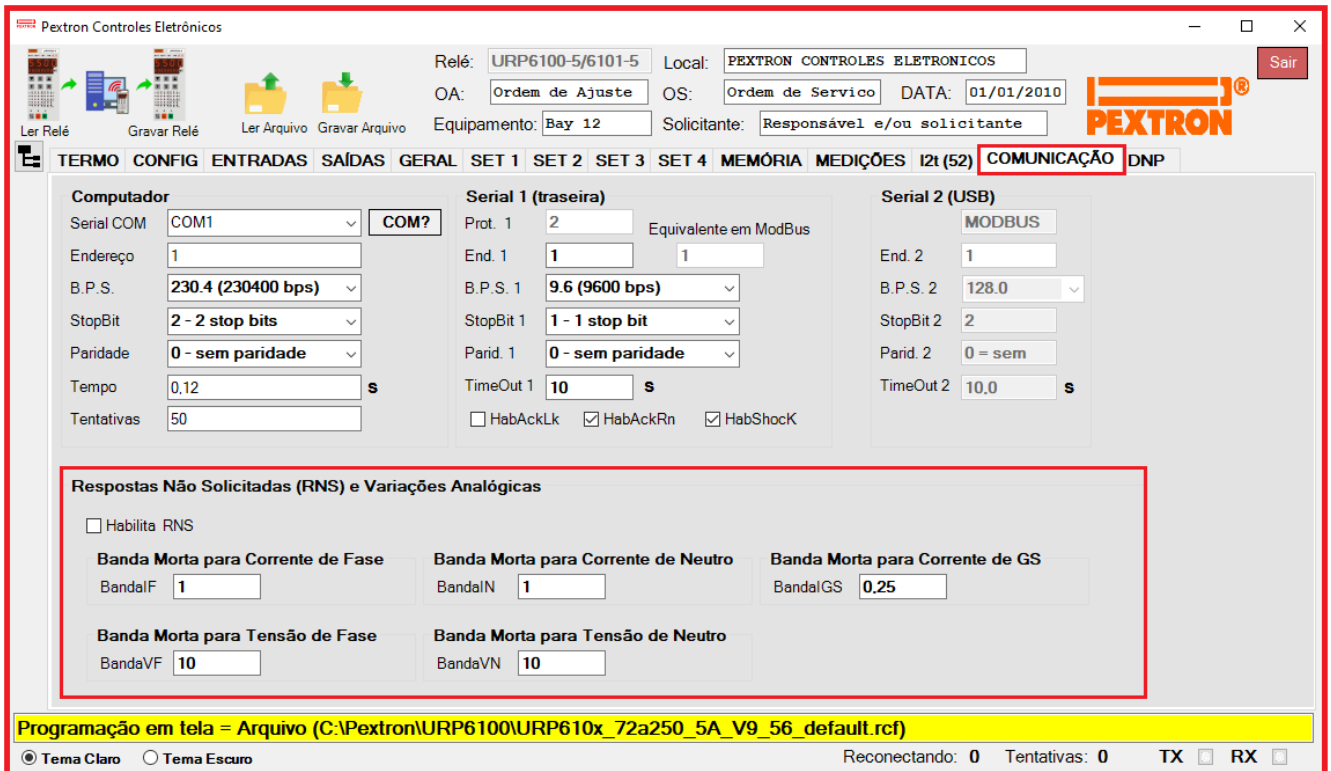 PEXTRON Pextron Controles Eletrônicos
Relé: URP6100-5/6101-5 Local: PEXTRON CONTROLES ELETRONICOS Sair
OA: Ordem de Ajuste OS: Ordem de Servico DATA: 01/01/2010
Ler Relé Gravar Relé Ler Arquivo Gravar Arquivo Equipamento: Bay 12 Solicitante: Responsável e/ou solicitante PEXTRON®
TERMO CONFIG ENTRADAS SAÍDAS GERAL SET 1 SET 2 SET 3 SET 4 MEMÓRIA MEDIÇÕES I2t (52) COMUNICAÇÃO DNP
Computador Serial 1 (traseira) Serial 2 (USB)
Serial COM COM1 COM? Prot. 1 2 Equivalente em ModBus MODBUS
Endereço 1 End. 1 1 1 End. 2 1
B.P.S. 230.4 (230400 bps) B.P.S. 1 9.6 (9600 bps) B.P.S. 2 128.0
StopBit 2 - 2 stop bits StopBit 1 1 - 1 stop bit StopBit 2 2
Paridade 0 - sem paridade Parid. 1 0 - sem paridade Parid. 2 0 = sem
Tempo 0,12 s TimeOut 1 10 s TimeOut 2 10,0 s
Tentativas 50 HabAckLk HabAckRn HabShocK
Respostas Não Solicitadas (RNS) e Variações Analógicas
Habilita RNS
Banda Morta para Corrente de Fase Banda Morta para Corrente de Neutro Banda Morta para Corrente de GS
BandaIF 1 BandaIN 1 BandaIGS 0,25
Banda Morta para Tensão de Fase Banda Morta para Tensão de Neutro
BandaVF 10 BandaVN 10
Programação em tela = Arquivo (C:\Pextron\URP6100\URP610x_72a250_5A_V9_56_default.rcf)
Tema Claro Tema Escuro Reconectando: 0 Tentativas: 0 TX RX